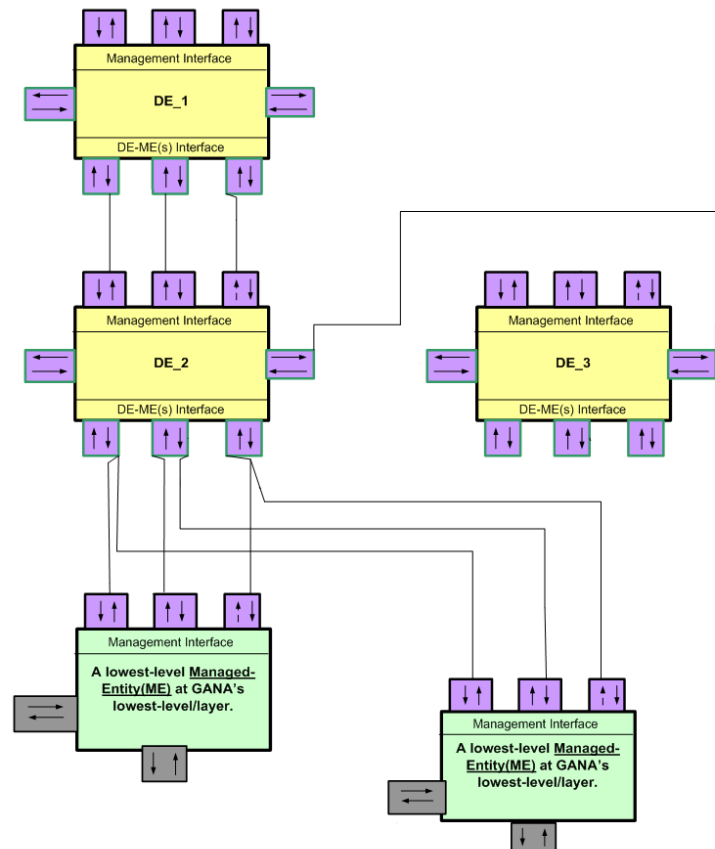 Management Interface
DE_1
DE-ME(s) Interface
Management Interface
DE_2
DE-ME(s) Interface
Management Interface
DE_3
DE-ME(s) Interface
Management Interface
A lowest-level Managed-
Entity(ME) at GANA's
lowest-level/layer.
Management Interface
A lowest-level Managed-
Entity(ME) at GANA's
lowest-level/layer.